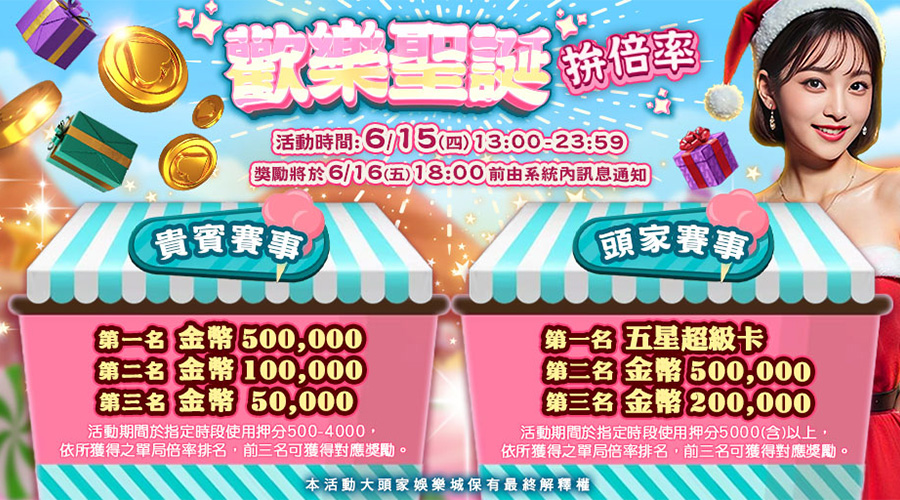 歡樂聖誕 拚倍率
活動時間：6/15(四)13:00-23:59
獎勵將於6/16(五)18:00前由系統內訊息通知
貴賓賽事
第一名 金幣 500,000
第二名 金幣 100,000
第三名 金幣 50,000
活動期間於指定時段使用押分500-4000，
依所獲得之單局倍率排名，前三名可獲得對應獎勵。
頭家賽事
第一名 五星超級卡
第二名 金幣 500,000
第三名 金幣 200,000
活動期間於指定時段使用押分5000(含)以上，
依所獲得之單局倍率排名，前三名可獲得對應獎勵。
本活動大頭家娛樂城保有最終解釋權